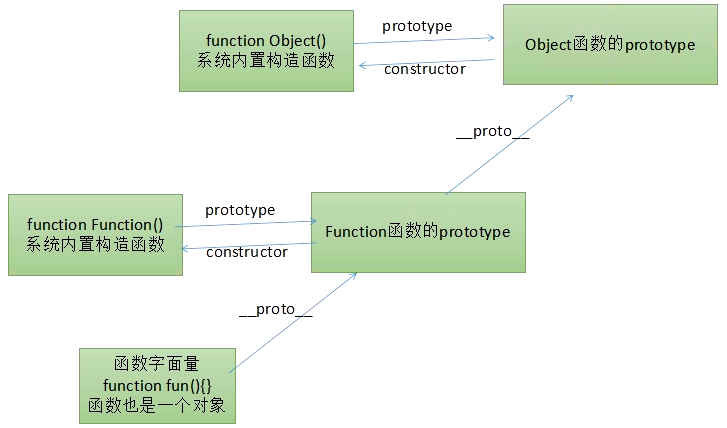 function Object()
系统内置构造函数
prototype
constructor
Object函数的prototype
__proto__
function Function()
系统内置构造函数
prototype
constructor
Function函数的prototype
__proto__
函数字面量
function fun(){}
函数也是一个对象